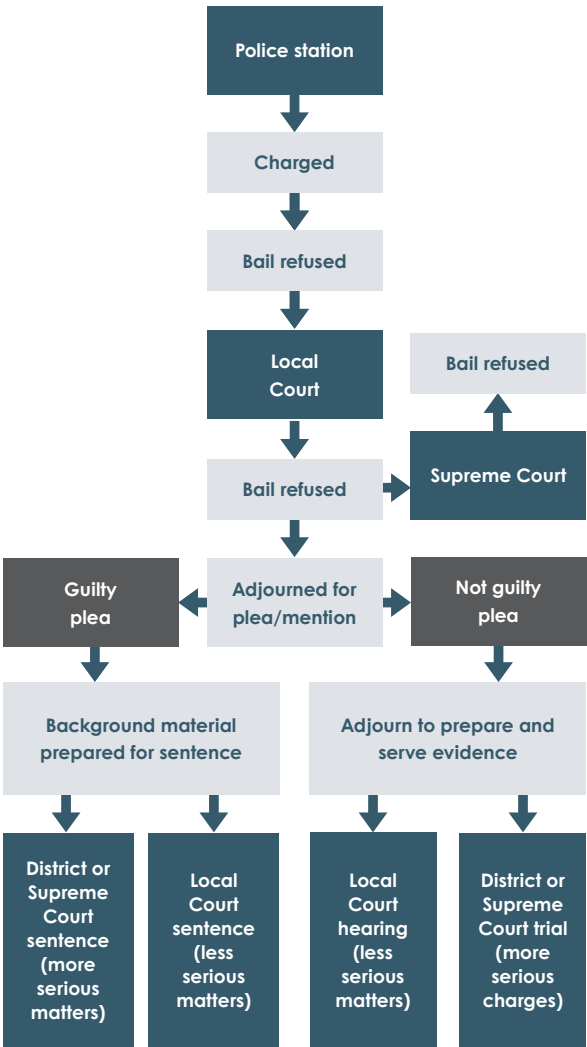 Police station
Charged
Bail refused
Local
Court
Bail refused
Supreme Court
Bail refused
Adjourned for
plea/mention
Guilty
plea
Not guilty
plea
Background material
prepared for sentence
Adjourn to prepare and
serve evidence
District or
Supreme
Court
sentence
(more
serious
matters)
Local
Court
sentence
(less
serious
matters)
Local
Court
hearing
(less
serious
matters)
District or
Supreme
Court trial
(more
serious
charges)